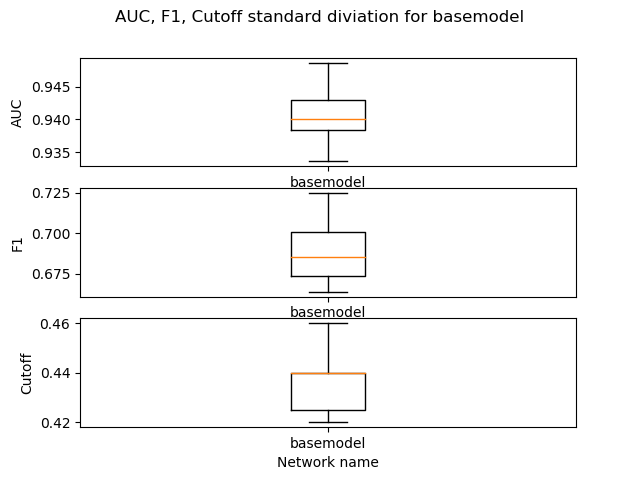 AUC, F1, Cutoff standard diviation for basemodel
0.945
0.940
0.935
AUC
basemodel
0.725
0.700
0.675
F1
basemodel
0.46
0.44
0.42
Cutoff
basemodel
Network name